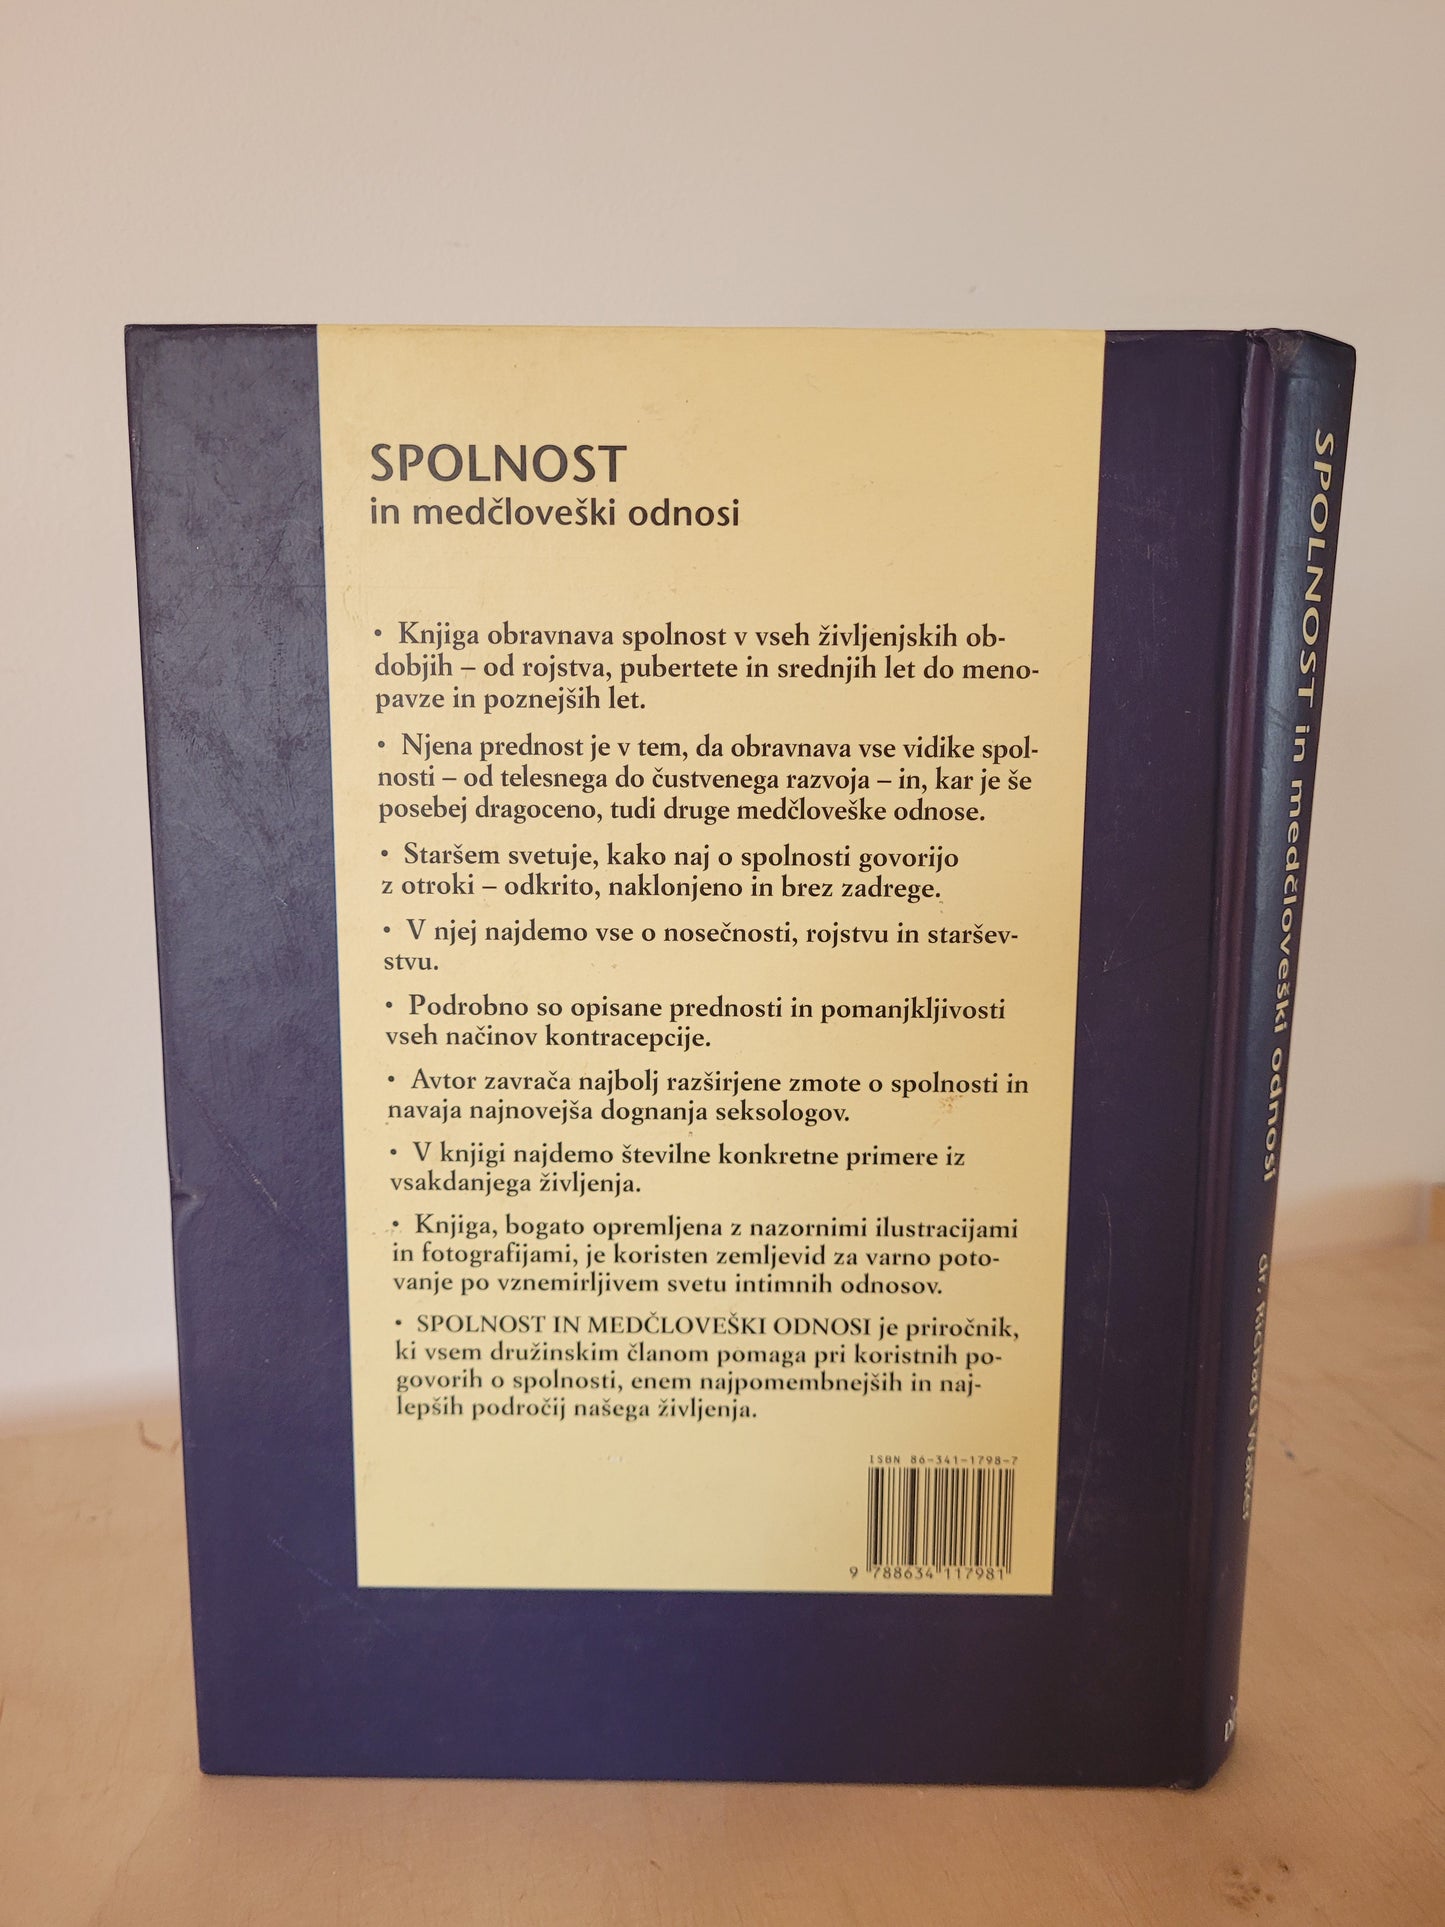 SPOLNOST
in medčloveški odnosi
• Knjiga obravnava spolnost v vseh življenjskih ob-
dobjih – od rojstva, pubertete in srednjih let do meno-
pavze in poznejših let.
• Njena prednost je v tem, da obravnava vse vidike spol-
nosti – od telesnega do čustvenega razvoja – in, kar je še
posebej dragoceno, tudi druge medčloveške odnose.
• Staršem svetuje, kako naj o spolnosti govorijo
z otroki – odkrito, naklonjeno in brez zadrege.
• V njej najdemo vse o nosečnosti, rojstvu in staršev-
stvu.
• Podrobno so opisane prednosti in pomanjkljivosti
vseh načinov kontracepcije.
• Avtor zavrača najbolj razširjene zmote o spolnosti in
navaja najnovejša dognanja seksologov.
• V knjigi najdemo številne konkretne primere iz
vsakdanjega življenja.
• Knjiga, bogato opremljena z nazornimi ilustracijami
in fotografijami, je koristen zemljevid za varno poto-
vanje po vznemirljivem svetu intimnih odnosov.
• SPOLNOST IN MEDČLOVEŠKI ODNOSI je priročnik,
ki vsem družinskim članom pomaga pri koristnih po-
govorih o spolnosti, enem najpomembnejših in naj-
lepših področij našega življenja.
ISBN 86-341-1798-7
9 788634 117981
SPOLNOST in medčloveški odnosi dr. Richard Walker